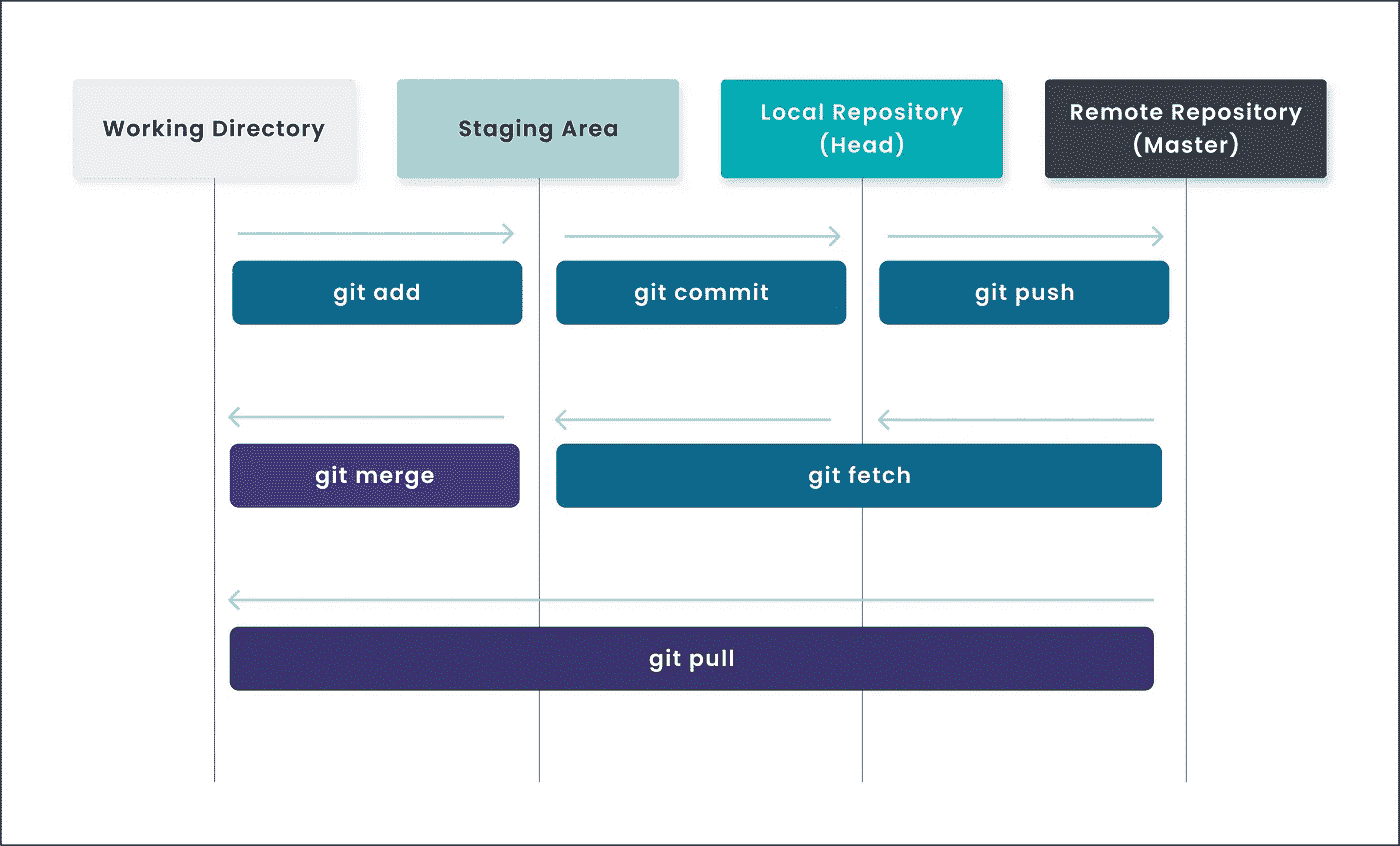 Working Directory
Staging Area
Local Repository
(Head)
Remote Repository
(Master)
git add
git commit
git push
git merge
git fetch
git pull